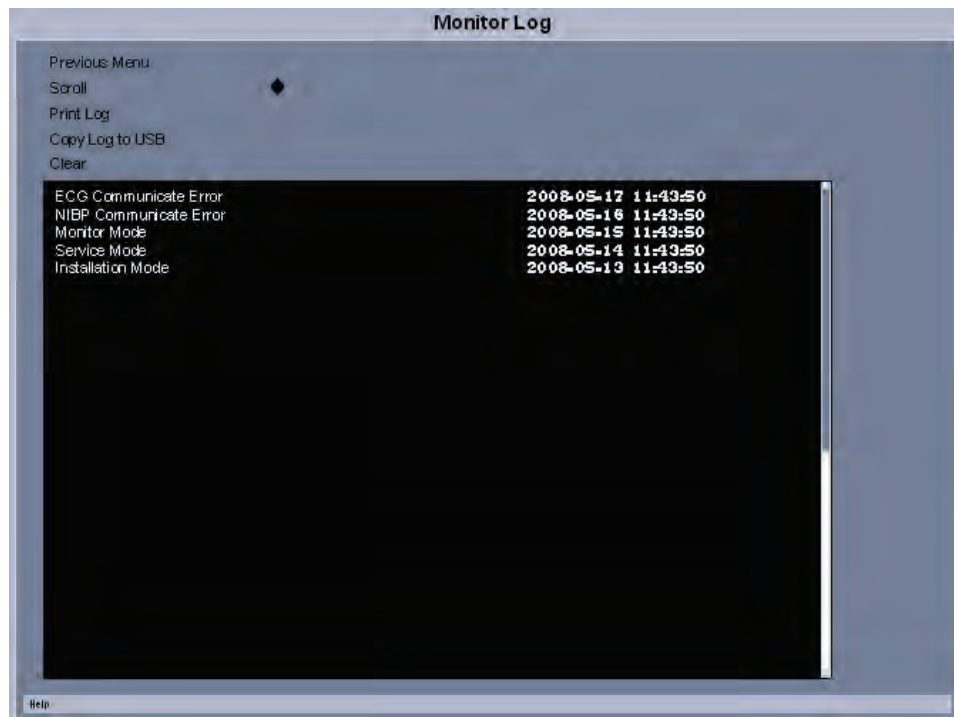 Monitor Log
Previous Menu
Scroll
Print Log
Copy Log to USB
Clear
ECG Communicate Error 2008-05-17 11:43:50
NIBP Communicate Error 2008-05-16 11:43:50
Monitor Mode 2008-05-15 11:43:50
Service Mode 2008-05-14 11:43:50
Installation Mode 2008-05-13 11:43:50
Help